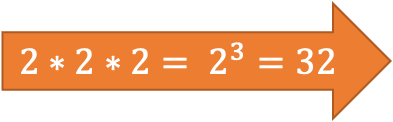 2 * 2 * 2 = 2³ = 32